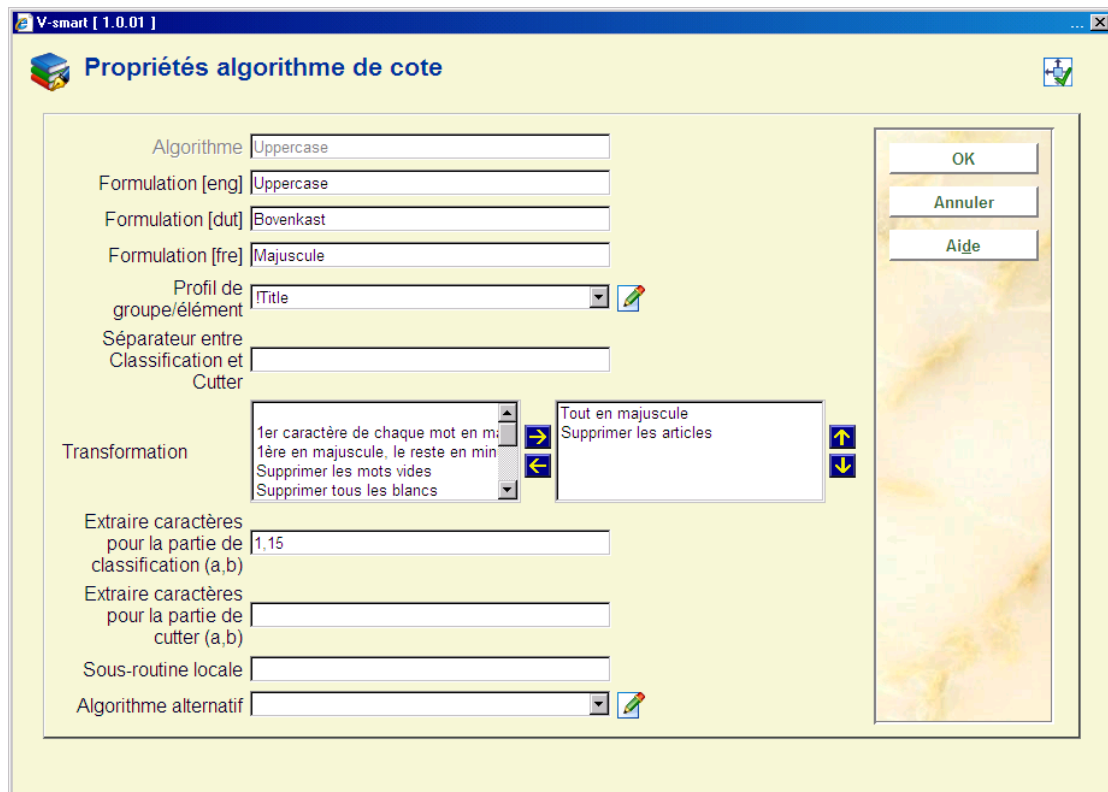 V-smart [ 1.0.01 ] ...
Propriétés algorithme de cote
Algorithme Uppercase
Formulation [eng] Uppercase
Formulation [dut] Bovenkast
Formulation [fre] Majuscule
Profil de
groupe/élément !Title
Séparateur entre
Classification et
Cutter
Transformation
1er caractère de chaque mot en ma
1ère en majuscule, le reste en min
Supprimer les mots vides
Supprimer tous les blancs
Tout en majuscule
Supprimer les articles
Extraire caractères
pour la partie de
classification (a,b) 1,15
Extraire caractères
pour la partie de
cutter (a,b)
Sous-routine locale
Algorithme alternatif
OK
Annuler
Aide